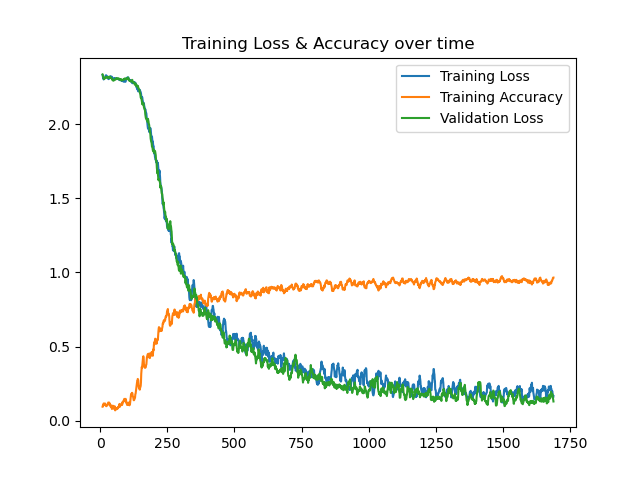 Training Loss & Accuracy over time
Training Loss
Training Accuracy
Validation Loss
2.0
1.5
1.0
0.5
0.0
0 250 500 750 1000 1250 1500 1750